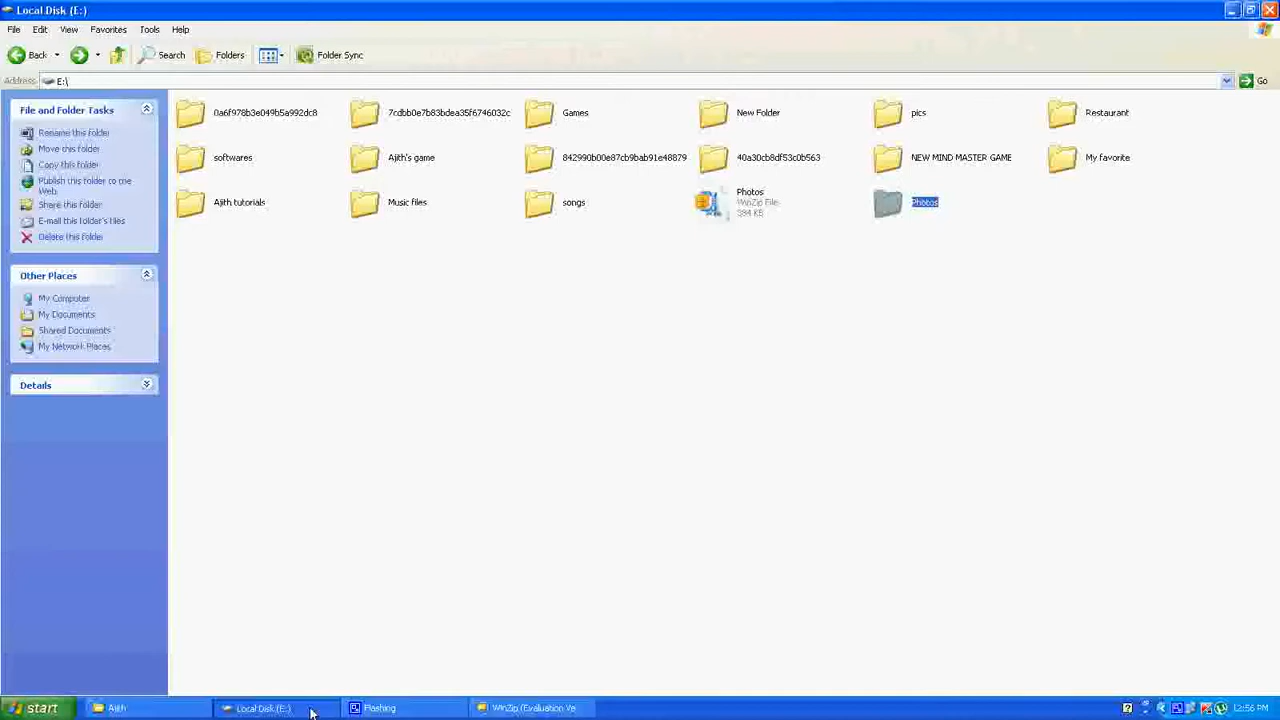 Local Disk (E:)
File Edit View Favorites Tools Help
Back Search Folders Folder Sync
Address E:\ Go
File and Folder Tasks
Rename this folder
Move this folder
Copy this folder
Publish this folder to the
Web
Share this folder
E-mail this folder's files
Delete this folder
Other Places
My Computer
My Documents
Shared Documents
My Network Places
Details
0a6f978b3e049b5a992dc8 7cdbb0e7b83bdea35f6746032c Games New Folder pics Restaurant
softwares Ajith's game 842990b00e87cb9bab91e48879 40a30cb8df53c0b563 NEW MIND MASTER GAME My favorite
Ajith tutorials Music files songs Photos Photos
WinZip File
384 KB
start Ajith Local Disk (E:) Flashing WinZip (Evaluation Ve 12:56 PM